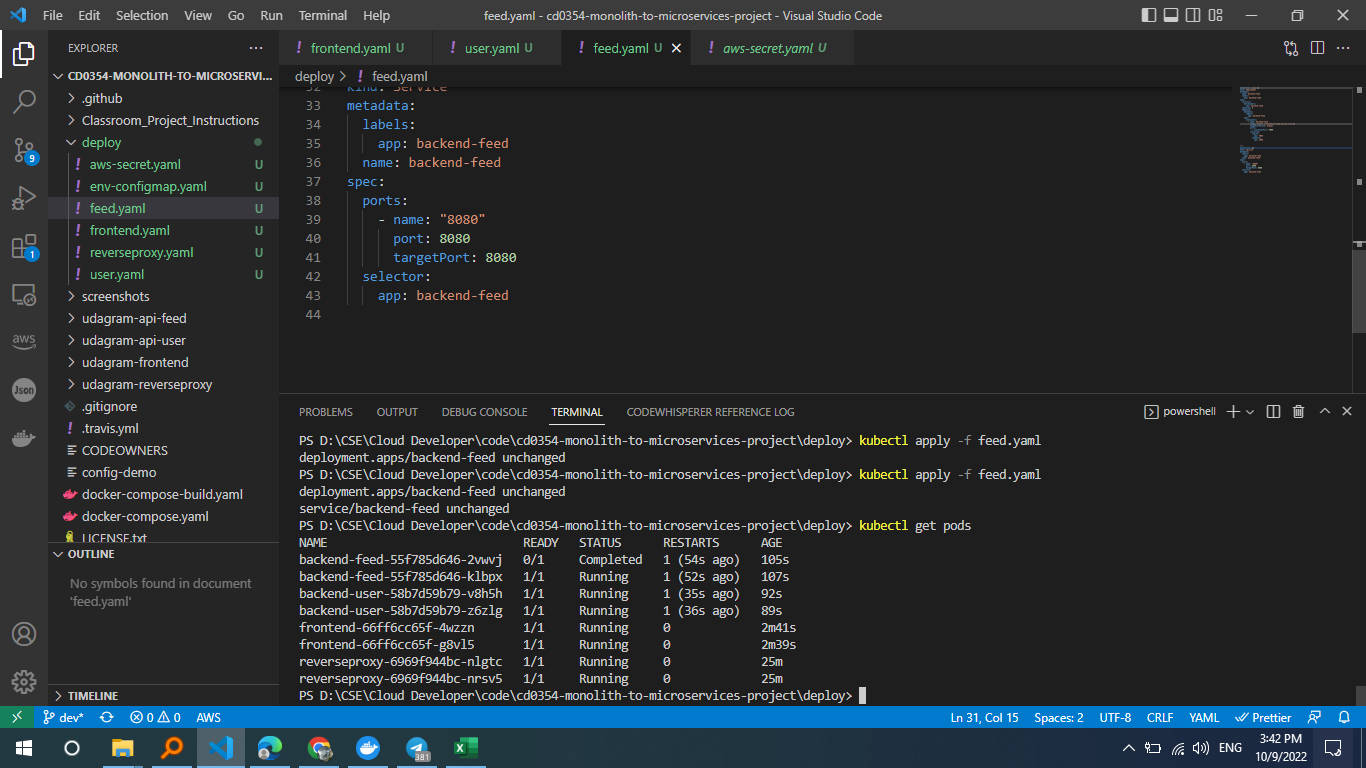 File Edit Selection View Go Run Terminal Help feed.yaml - cd0354-monolith-to-microservices-project - Visual Studio Code
EXPLORER
CD0354-MONOLITH-TO-MICROSERVI...
.github
Classroom_Project_Instructions
deploy
! aws-secret.yaml U
! env-configmap.yaml U
! feed.yaml U
! frontend.yaml U
! reverseproxy.yaml U
! user.yaml U
screenshots
udagram-api-feed
udagram-api-user
udagram-frontend
udagram-reverseproxy
.gitignore
! .travis.yml
CODEOWNERS
config-demo
docker-compose-build.yaml
docker-compose.yaml
LICENSE.txt
OUTLINE
No symbols found in document
'feed.yaml'
TIMELINE
9
1
aws
Json
! frontend.yaml U ! user.yaml U ! feed.yaml U ! aws-secret.yaml U
deploy > ! feed.yaml
32 kind: Service
33 metadata:
34 labels:
35 app: backend-feed
36 name: backend-feed
37 spec:
38 ports:
39 - name: "8080"
40 port: 8080
41 targetPort: 8080
42 selector:
43 app: backend-feed
44
PROBLEMS OUTPUT DEBUG CONSOLE TERMINAL CODEWHISPERER REFERENCE LOG powershell
PS D:\CSE\Cloud Developer\code\cd0354-monolith-to-microservices-project\deploy> kubectl apply -f feed.yaml
deployment.apps/backend-feed unchanged
PS D:\CSE\Cloud Developer\code\cd0354-monolith-to-microservices-project\deploy> kubectl apply -f feed.yaml
deployment.apps/backend-feed unchanged
service/backend-feed unchanged
PS D:\CSE\Cloud Developer\code\cd0354-monolith-to-microservices-project\deploy> kubectl get pods
NAME READY STATUS RESTARTS AGE
backend-feed-55f785d646-2vwvj 0/1 Completed 1 (54s ago) 105s
backend-feed-55f785d646-klbpx 1/1 Running 1 (52s ago) 107s
backend-user-58b7d59b79-v8h5h 1/1 Running 1 (35s ago) 92s
backend-user-58b7d59b79-z6zlg 1/1 Running 1 (36s ago) 89s
frontend-66ff6cc65f-4wzzn 1/1 Running 0 2m41s
frontend-66ff6cc65f-g8vl5 1/1 Running 0 2m39s
reverseproxy-6969f944bc-nlgtc 1/1 Running 0 25m
reverseproxy-6969f944bc-nrsv5 1/1 Running 0 25m
PS D:\CSE\Cloud Developer\code\cd0354-monolith-to-microservices-project\deploy>
dev* 0 0 AWS Ln 31, Col 15 Spaces: 2 UTF-8 CRLF YAML Prettier
381
ENG
3:42 PM
10/9/2022